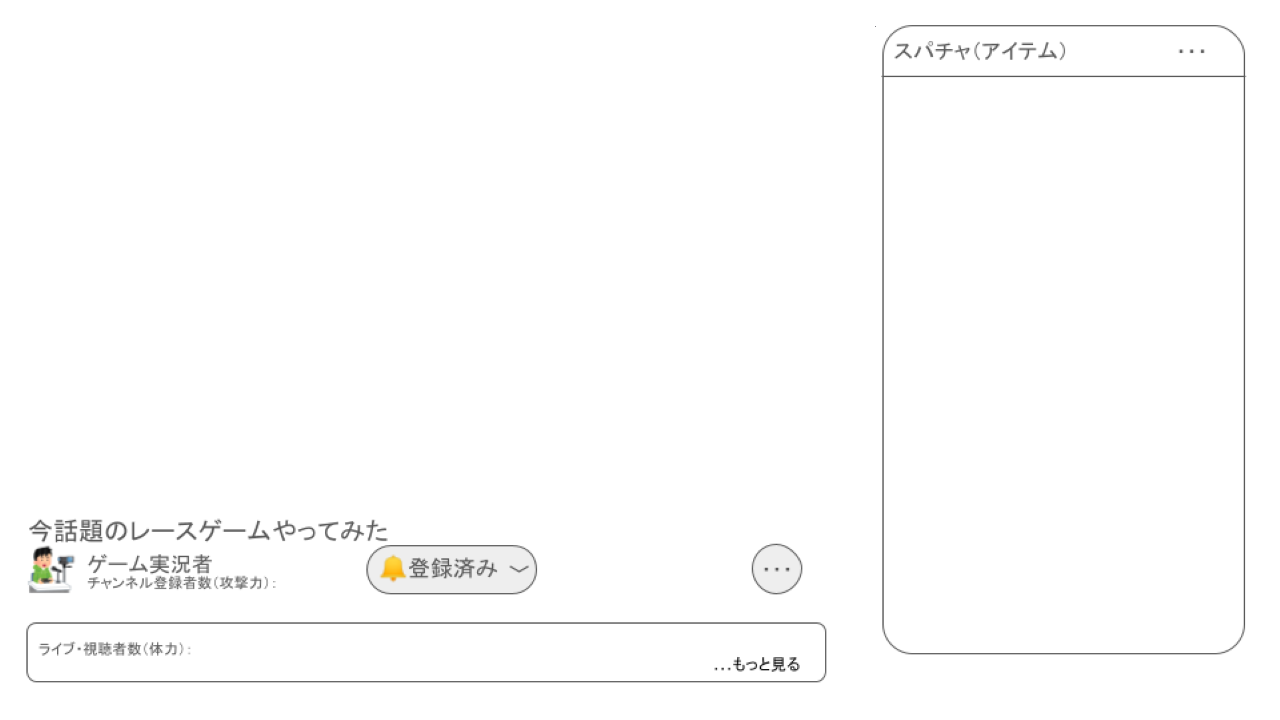 スパチャ(アイテム) ･･･
今話題のレースゲームやってみた
ゲーム実況者
チャンネル登録者数(攻撃力):
登録済み
･･･
ライブ・視聴者数(体力):
...もっと見る